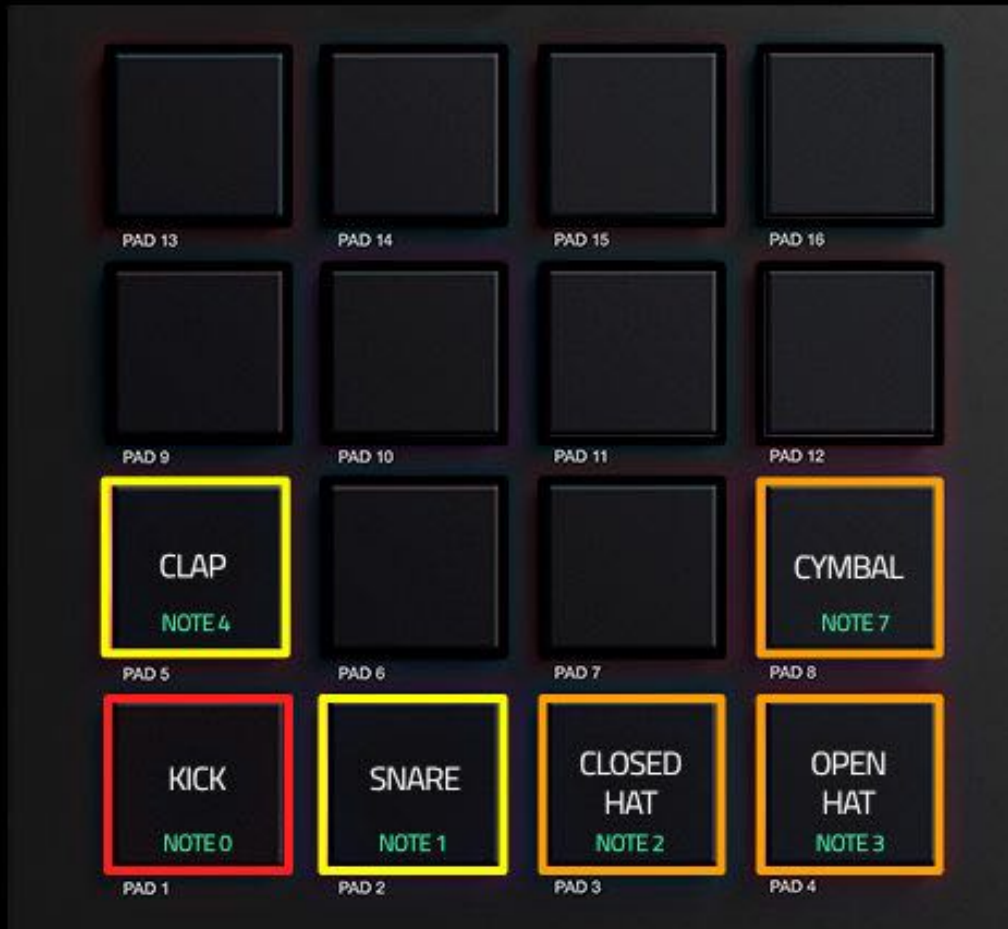 PAD 13
PAD 14
PAD 15
PAD 16
PAD 9
PAD 10
PAD 11
PAD 12
CLAP
NOTE 4
CYMBAL
NOTE 7
PAD 5
PAD 6
PAD 7
PAD 8
KICK
NOTE 0
SNARE
NOTE 1
CLOSED
HAT
NOTE 2
OPEN
HAT
NOTE 3
PAD 1
PAD 2
PAD 3
PAD 4